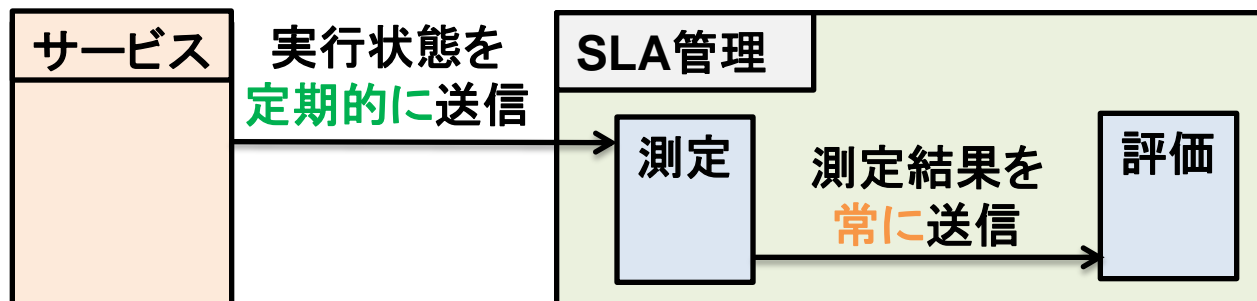 サービス
実行状態を
定期的に送信
SLA管理
測定
測定結果を
常に送信
評価